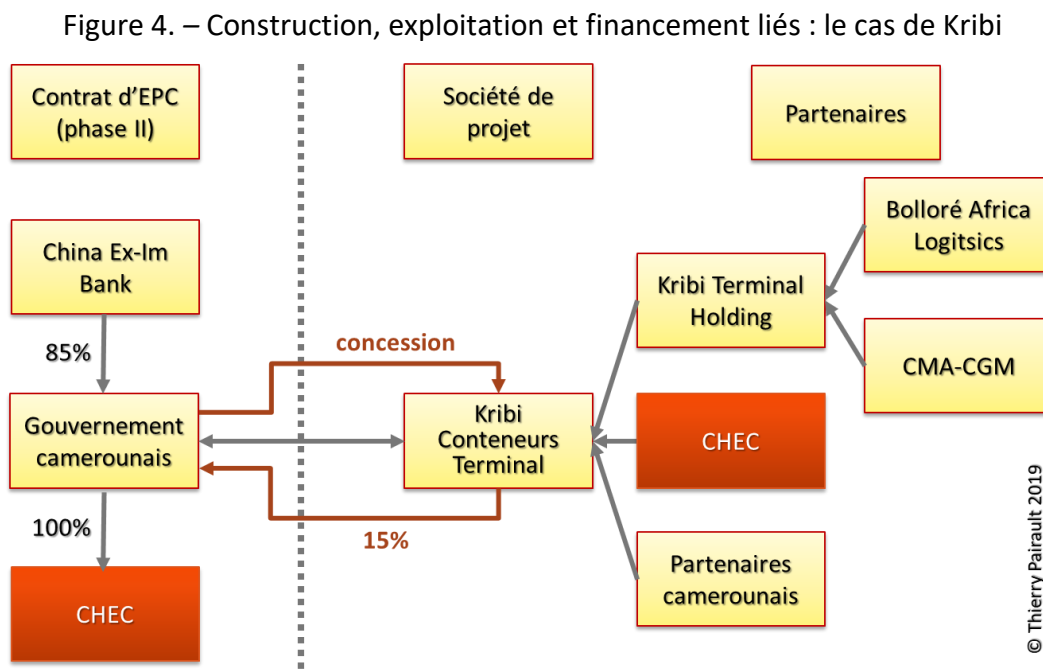 Figure 4. – Construction, exploitation et financement liés : le cas de Kribi
Contrat d’EPC
(phase II)
Société de
projet
Partenaires
China Ex-Im
Bank
Bolloré Africa
Logitsics
Kribi Terminal
Holding
85%
concession
CMA-CGM
Gouvernement
camerounais
Kribi
Conteneurs
Terminal
CHEC
100%
15%
CHEC
Partenaires
camerounais
© Thierry Pairault 2019